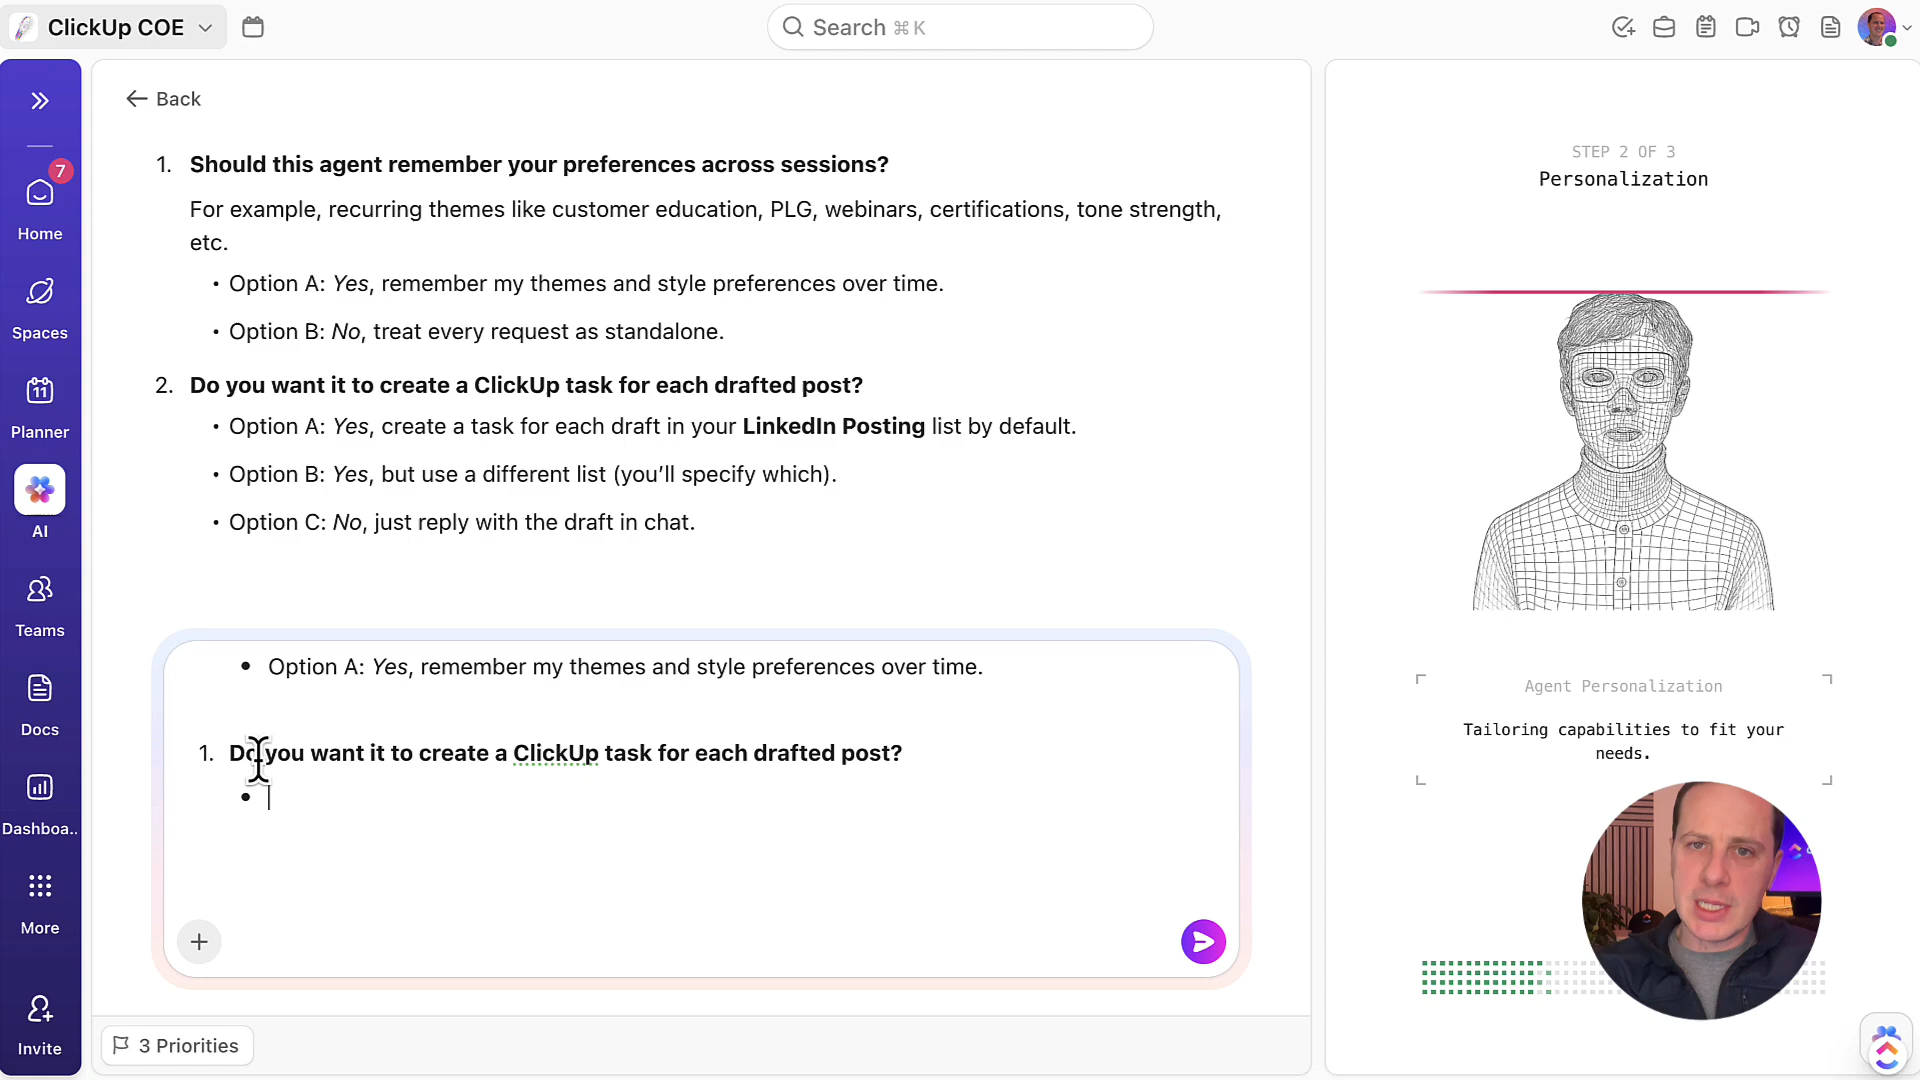 ClickUp COE
Search ⌘ K
Back
1. Should this agent remember your preferences across sessions?
For example, recurring themes like customer education, PLG, webinars, certifications, tone strength,
etc.
• Option A: Yes, remember my themes and style preferences over time.
• Option B: No, treat every request as standalone.
2. Do you want it to create a ClickUp task for each drafted post?
• Option A: Yes, create a task for each draft in your LinkedIn Posting list by default.
• Option B: Yes, but use a different list (you’ll specify which).
• Option C: No, just reply with the draft in chat.
• Option A: Yes, remember my themes and style preferences over time.
1. Do you want it to create a ClickUp task for each drafted post?
•
3 Priorities
7
Home
Spaces
11
Planner
AI
Teams
Docs
Dashboa..
More
Invite
STEP 2 OF 3
Personalization
Agent Personalization
Tailoring capabilities to fit your
needs.